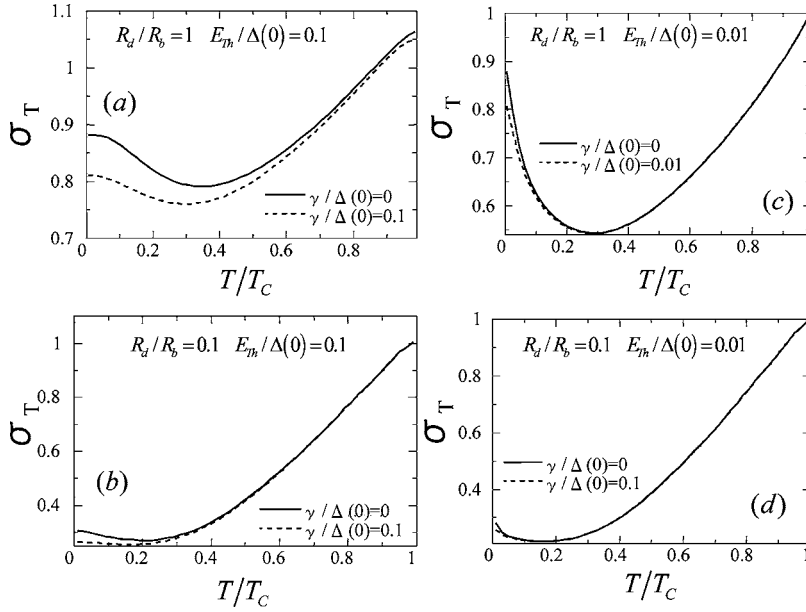 R_d/R_b=1 E_Th/Δ(0)=0.1
(a)
σ_T
1.1
1
0.9
0.8
0.7
γ/Δ(0)=0
γ/Δ(0)=0.1
0 0.2 0.4 0.6 0.8 1
T/T_C
R_d/R_b=1 E_Th/Δ(0)=0.01
σ_T
1
0.9
0.8
0.7
0.6
γ/Δ(0)=0
γ/Δ(0)=0.01
(c)
0 0.2 0.4 0.6 0.8 1
T/T_C
R_d/R_b=0.1 E_Th/Δ(0)=0.1
σ_T
1
0.8
0.6
0.4
(b)
γ/Δ(0)=0
γ/Δ(0)=0.1
0 0.2 0.4 0.6 0.8 1
T/T_C
R_d/R_b=0.1 E_Th/Δ(0)=0.01
σ_T
1
0.8
0.6
0.4
γ/Δ(0)=0
γ/Δ(0)=0.1
(d)
0 0.2 0.4 0.6 0.8 1
T/T_C